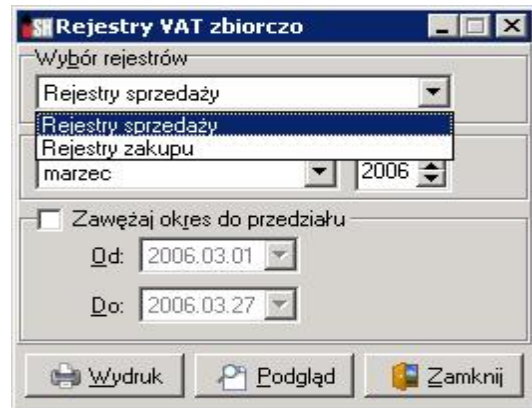 SH Rejestry VAT zbiorczo
Wybór rejestrów
Rejestry sprzedaży
Rejestry sprzedaży
Rejestry zakupu
marzec 2006
Zawężaj okres do przedziału
Od: 2006.03.01
Do: 2006.03.27
Wydruk Podgląd Zamknij